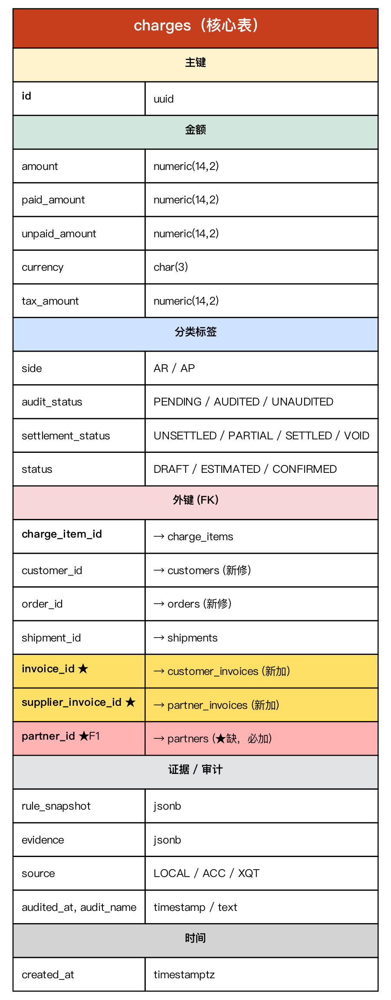 charges（核心表）
主键
id uuid
金额
amount numeric(14,2)
paid_amount numeric(14,2)
unpaid_amount numeric(14,2)
currency char(3)
tax_amount numeric(14,2)
分类标签
side AR / AP
audit_status PENDING / AUDITED / UNAUDITED
settlement_status UNSETTLED / PARTIAL / SETTLED / VOID
status DRAFT / ESTIMATED / CONFIRMED
外键 (FK)
charge_item_id → charge_items
customer_id → customers (新修)
order_id → orders (新修)
shipment_id → shipments
invoice_id ★ → customer_invoices (新加)
supplier_invoice_id ★ → partner_invoices (新加)
partner_id ★F1 → partners (★缺，必加)
证据 / 审计
rule_snapshot jsonb
evidence jsonb
source LOCAL / ACC / XQT
audited_at, audit_name timestamp / text
时间
created_at timestamptz